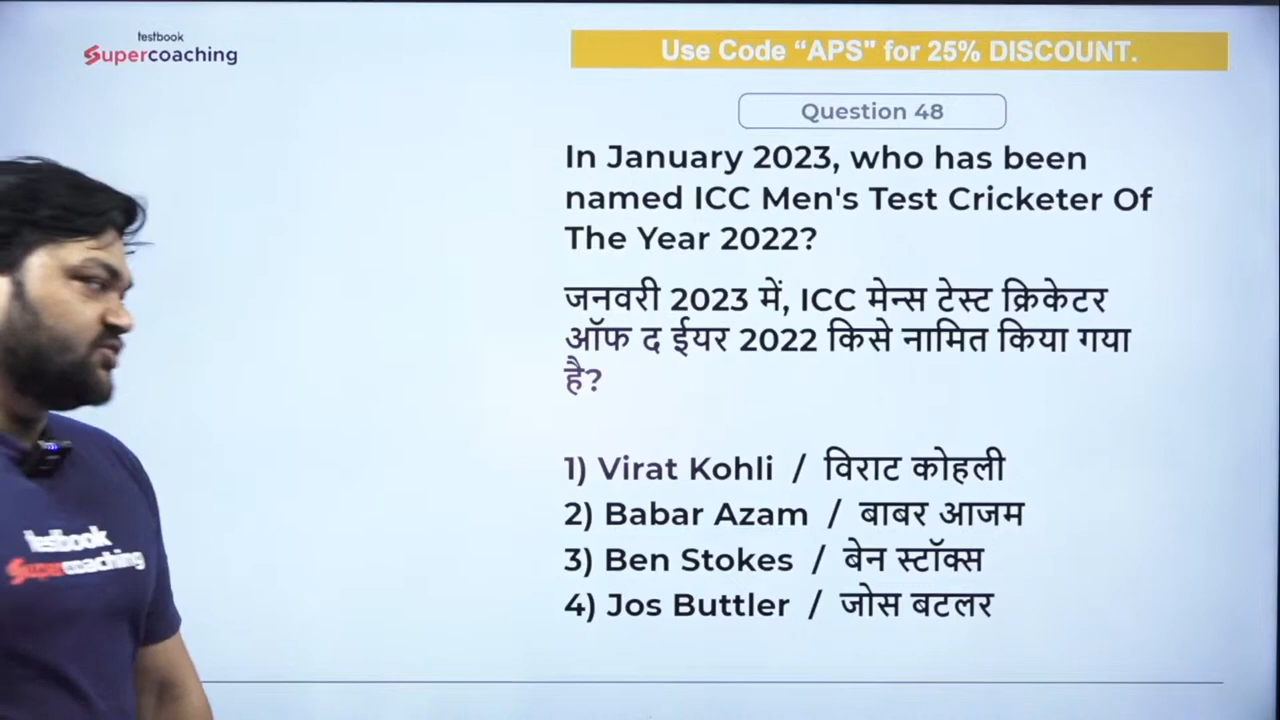 testbook
Supercoaching
Use Code “APS" for 25% DISCOUNT.
Question 48
In January 2023, who has been
named ICC Men's Test Cricketer Of
The Year 2022?
जनवरी 2023 में, ICC मेन्स टेस्ट क्रिकेटर
ऑफ द ईयर 2022 किसे नामित किया गया
है?
1) Virat Kohli / विराट कोहली
2) Babar Azam / बाबर आजम
3) Ben Stokes / बेन स्टॉक्स
4) Jos Buttler / जोस बटलर
testbook
Supercoaching